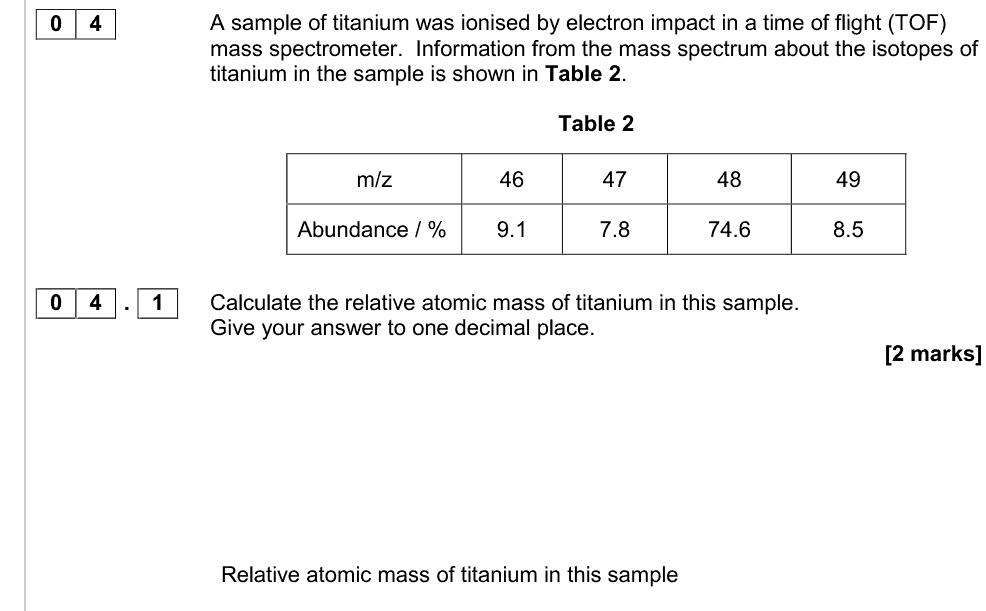 0 4 A sample of titanium was ionised by electron impact in a time of flight (TOF)
mass spectrometer. Information from the mass spectrum about the isotopes of
titanium in the sample is shown in Table 2.
Table 2
m/z 46 47 48 49
Abundance / % 9.1 7.8 74.6 8.5
0 4 . 1 Calculate the relative atomic mass of titanium in this sample.
Give your answer to one decimal place.
[2 marks]
Relative atomic mass of titanium in this sample